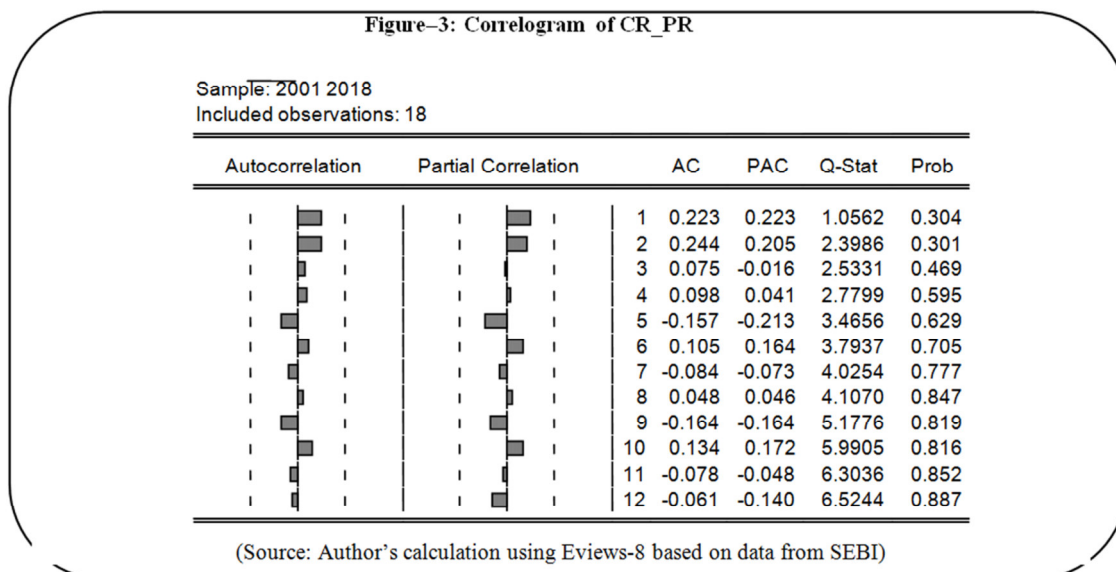 Figure–3: Correlogram of CR_PR
Sample: 2001 2018
Included observations: 18
Autocorrelation Partial Correlation AC PAC Q-Stat Prob
1 0.223 0.223 1.0562 0.304
2 0.244 0.205 2.3986 0.301
3 0.075 -0.016 2.5331 0.469
4 0.098 0.041 2.7799 0.595
5 -0.157 -0.213 3.4656 0.629
6 0.105 0.164 3.7937 0.705
7 -0.084 -0.073 4.0254 0.777
8 0.048 0.046 4.1070 0.847
9 -0.164 -0.164 5.1776 0.819
10 0.134 0.172 5.9905 0.816
11 -0.078 -0.048 6.3036 0.852
12 -0.061 -0.140 6.5244 0.887
(Source: Author's calculation using Eviews-8 based on data from SEBI)